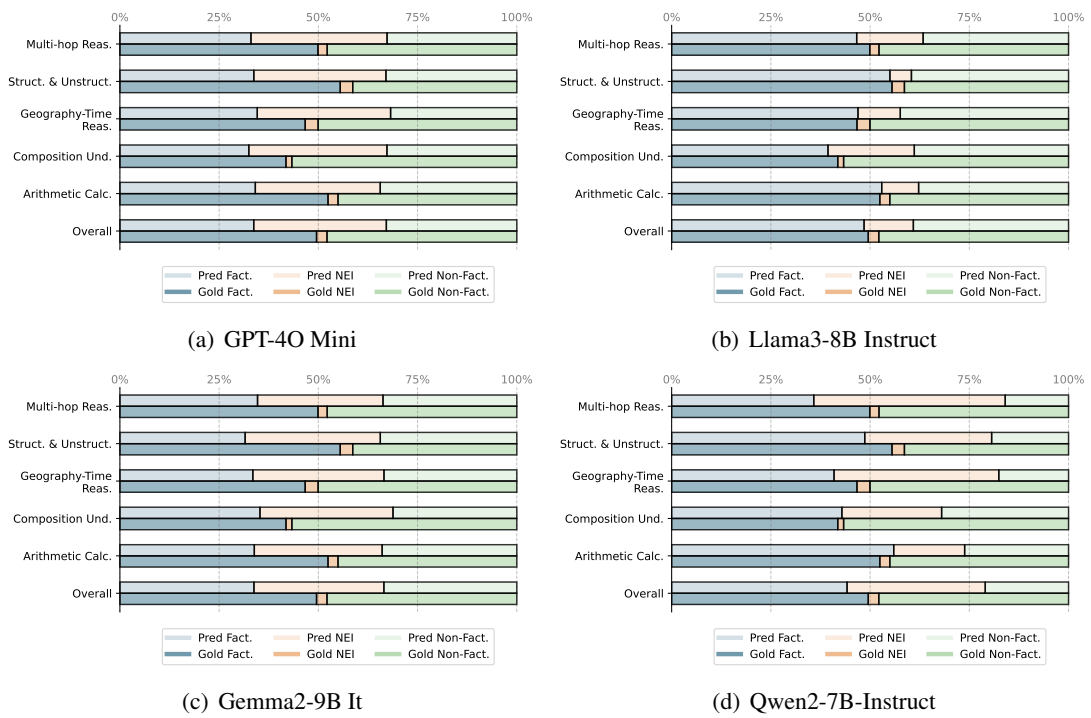 0% 25% 50% 75% 100%
Multi-hop Reas.
Struct. & Unstruct.
Geography-Time
Reas.
Composition Und.
Arithmetic Calc.
Overall
Pred Fact. Pred NEI Pred Non-Fact.
Gold Fact. Gold NEI Gold Non-Fact.
(a) GPT-4O Mini
0% 25% 50% 75% 100%
Multi-hop Reas.
Struct. & Unstruct.
Geography-Time
Reas.
Composition Und.
Arithmetic Calc.
Overall
Pred Fact. Pred NEI Pred Non-Fact.
Gold Fact. Gold NEI Gold Non-Fact.
(b) Llama3-8B Instruct
0% 25% 50% 75% 100%
Multi-hop Reas.
Struct. & Unstruct.
Geography-Time
Reas.
Composition Und.
Arithmetic Calc.
Overall
Pred Fact. Pred NEI Pred Non-Fact.
Gold Fact. Gold NEI Gold Non-Fact.
(c) Gemma2-9B It
0% 25% 50% 75% 100%
Multi-hop Reas.
Struct. & Unstruct.
Geography-Time
Reas.
Composition Und.
Arithmetic Calc.
Overall
Pred Fact. Pred NEI Pred Non-Fact.
Gold Fact. Gold NEI Gold Non-Fact.
(d) Qwen2-7B-Instruct